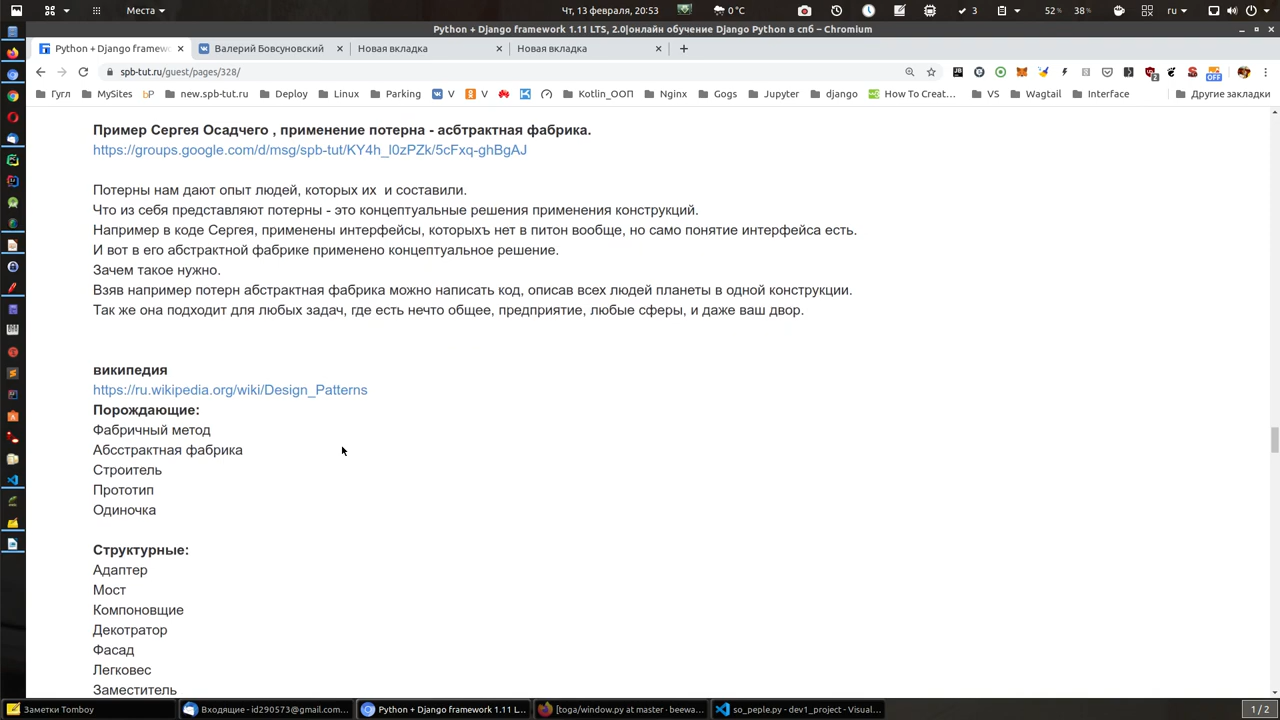 Места
Чт, 13 февраля, 20:53
0°C
3
52 %
38%
ru
Python + Django framework 1.11 LTS, 2.0|онлайн обучение Django Python в спб – Chromium
Python + Django framew
Валерий Бовсуновский
Новая вкладка
Новая вкладка
spb-tut.ru/guest/pages/328/
2
OFF
Гугл
MySites
bP
new.spb-tut.ru
Deploy
Linux
Parking
V
V
Kotlin_ООП
Nginx
Gogs
Jupyter
django
How To Creat…
VS
Wagtail
Interface
Другие закладки
Пример Сергея Осадчего , применение потерна - асбтрактная фабрика.
https://groups.google.com/d/msg/spb-tut/KY4h_l0zPZk/5cFxq-ghBgAJ
Потерны нам дают опыт людей, которых их и составили.
Что из себя представляют потерны - это концептуальные решения применения конструкций.
Например в коде Сергея, применены интерфейсы, которыхъ нет в питон вообще, но само понятие интерфейса есть.
И вот в его абстрактной фабрике применено концептуальное решение.
Зачем такое нужно.
Взяв например потерн абстрактная фабрика можно написать код, описав всех людей планеты в одной конструкции.
Так же она подходит для любых задач, где есть нечто общее, предприятие, любые сферы, и даже ваш двор.
википедия
https://ru.wikipedia.org/wiki/Design_Patterns
Порождающие:
Фабричный метод
Абсстрактная фабрика
Строитель
Прототип
Одиночка
Структурные:
Адаптер
Мост
Компоновщие
Декотратор
Фасад
Легковес
Заместитель
Заметки Tomboy
Входящие - id290573@gmail.com...
Python + Django framework 1.11 L...
[toga/window.py at master · beewa...
so_peple.py - dev1_project - Visual...
1 / 2